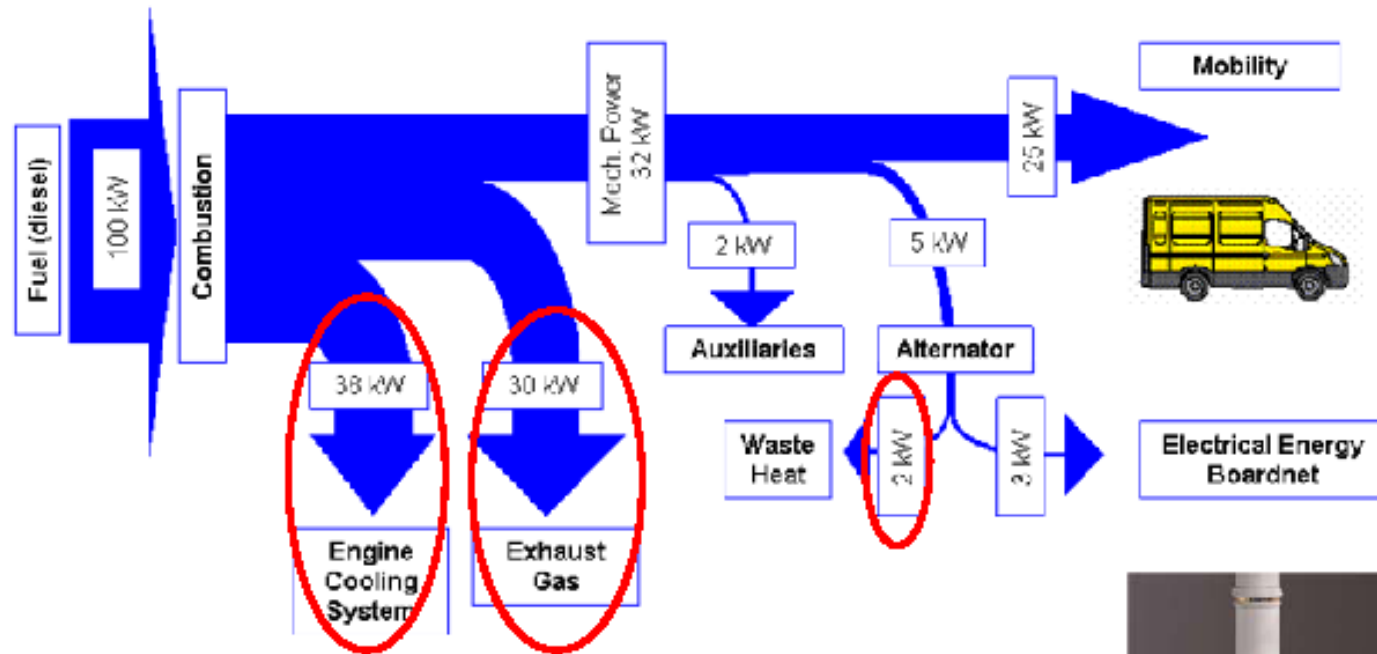 Fuel (diesel)
100 kW
Combustion
Mech. Power
32 kW
25 kW
Mobility
2 kW
5 kW
Auxiliaries
Alternator
38 kW
30 kW
Waste
Heat
2 kW
3 kW
Electrical Energy
Boardnet
Engine
Cooling
System
Exhaust
Gas